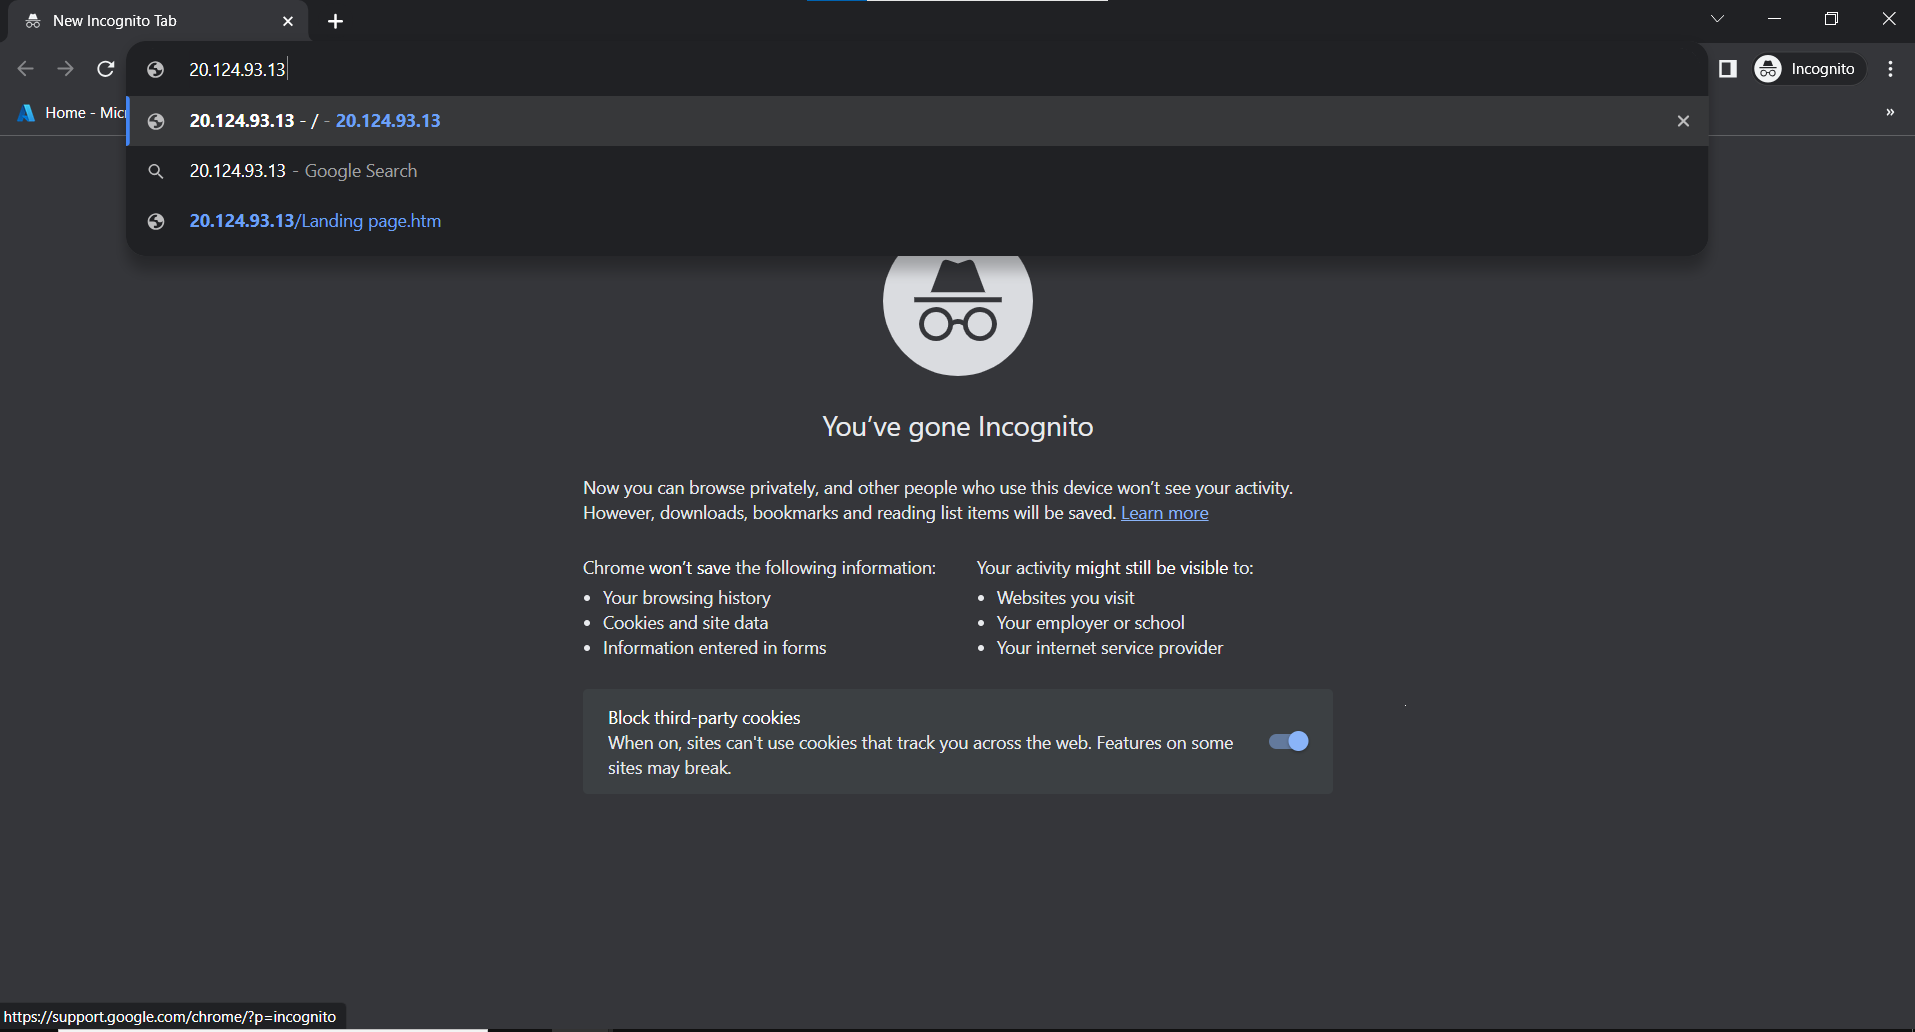 New Incognito Tab
20.124.93.13
Incognito
Home - Micr
»
20.124.93.13 - / - 20.124.93.13
20.124.93.13 - Google Search
20.124.93.13/Landing page.htm
You've gone Incognito
Now you can browse privately, and other people who use this device won't see your activity.
However, downloads, bookmarks and reading list items will be saved. Learn more
Chrome won't save the following information:
• Your browsing history
• Cookies and site data
• Information entered in forms
Your activity might still be visible to:
• Websites you visit
• Your employer or school
• Your internet service provider
Block third-party cookies
When on, sites can't use cookies that track you across the web. Features on some
sites may break.
https://support.google.com/chrome/?p=incognito